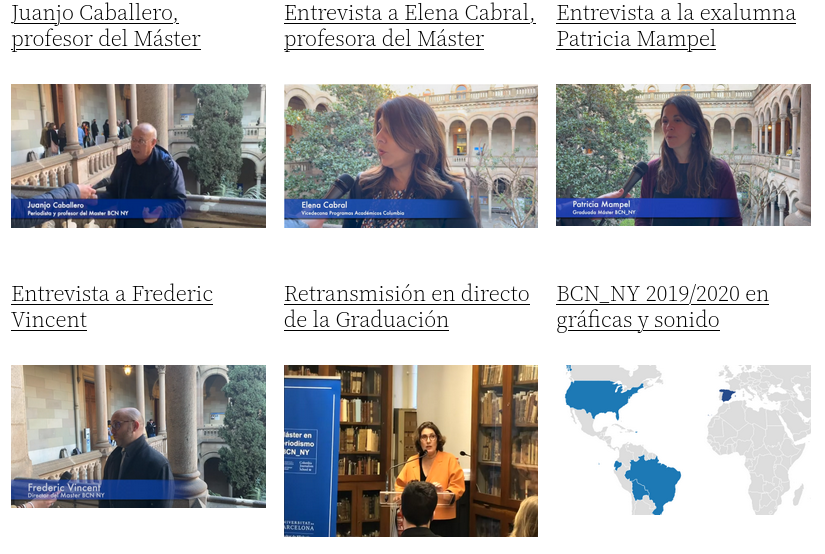 Juanjo Caballero,
profesor del Máster
Entrevista a Elena Cabral,
profesora del Máster
Entrevista a la exalumna
Patricia Mampel
Juanjo Caballero
Periodista y profesor del Master BCN NY
Elena Cabral
Vicedecana Programas Académicos Columbia
Patricia Mampel
Graduada Máster BCN_NY
Entrevista a Frederic
Vincent
Retransmisión en directo
de la Graduación
BCN_NY 2019/2020 en
gráficas y sonido
Frederic Vincent
Director del Master BCN NY
Máster en
Periodismo
BCN_NY
UNIVERSITAT DE
BARCELONA